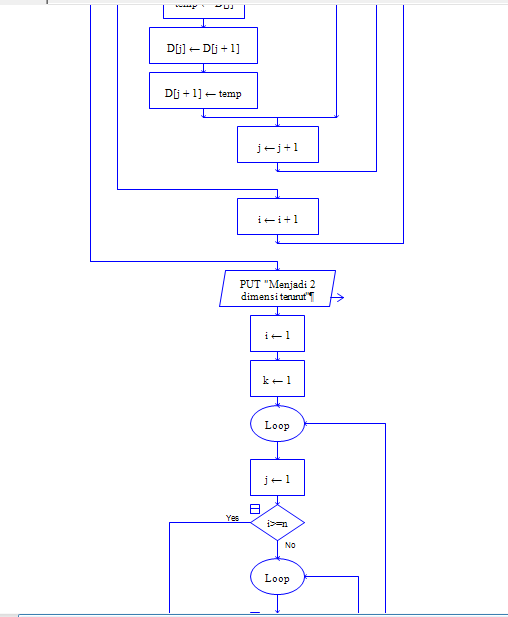 D[j] ← D[j + 1]
D[j + 1] ← temp
j ← j + 1
i ← i + 1
PUT "Menjadi 2
dimensi terurut"¶
i ← 1
k ← 1
Loop
j ← 1
Yes
i>=n
No
Loop